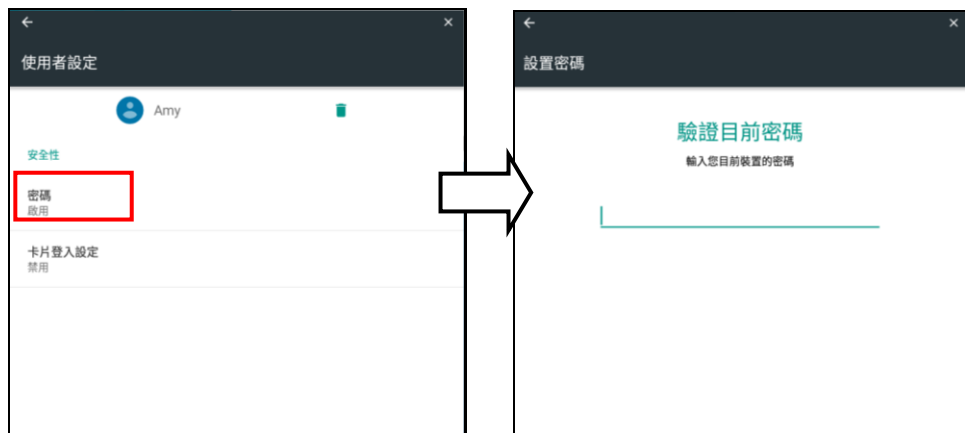 使用者設定
Amy
安全性
密碼
啟用
卡片登入設定
禁用
設置密碼
驗證目前密碼
輸入您目前裝置的密碼